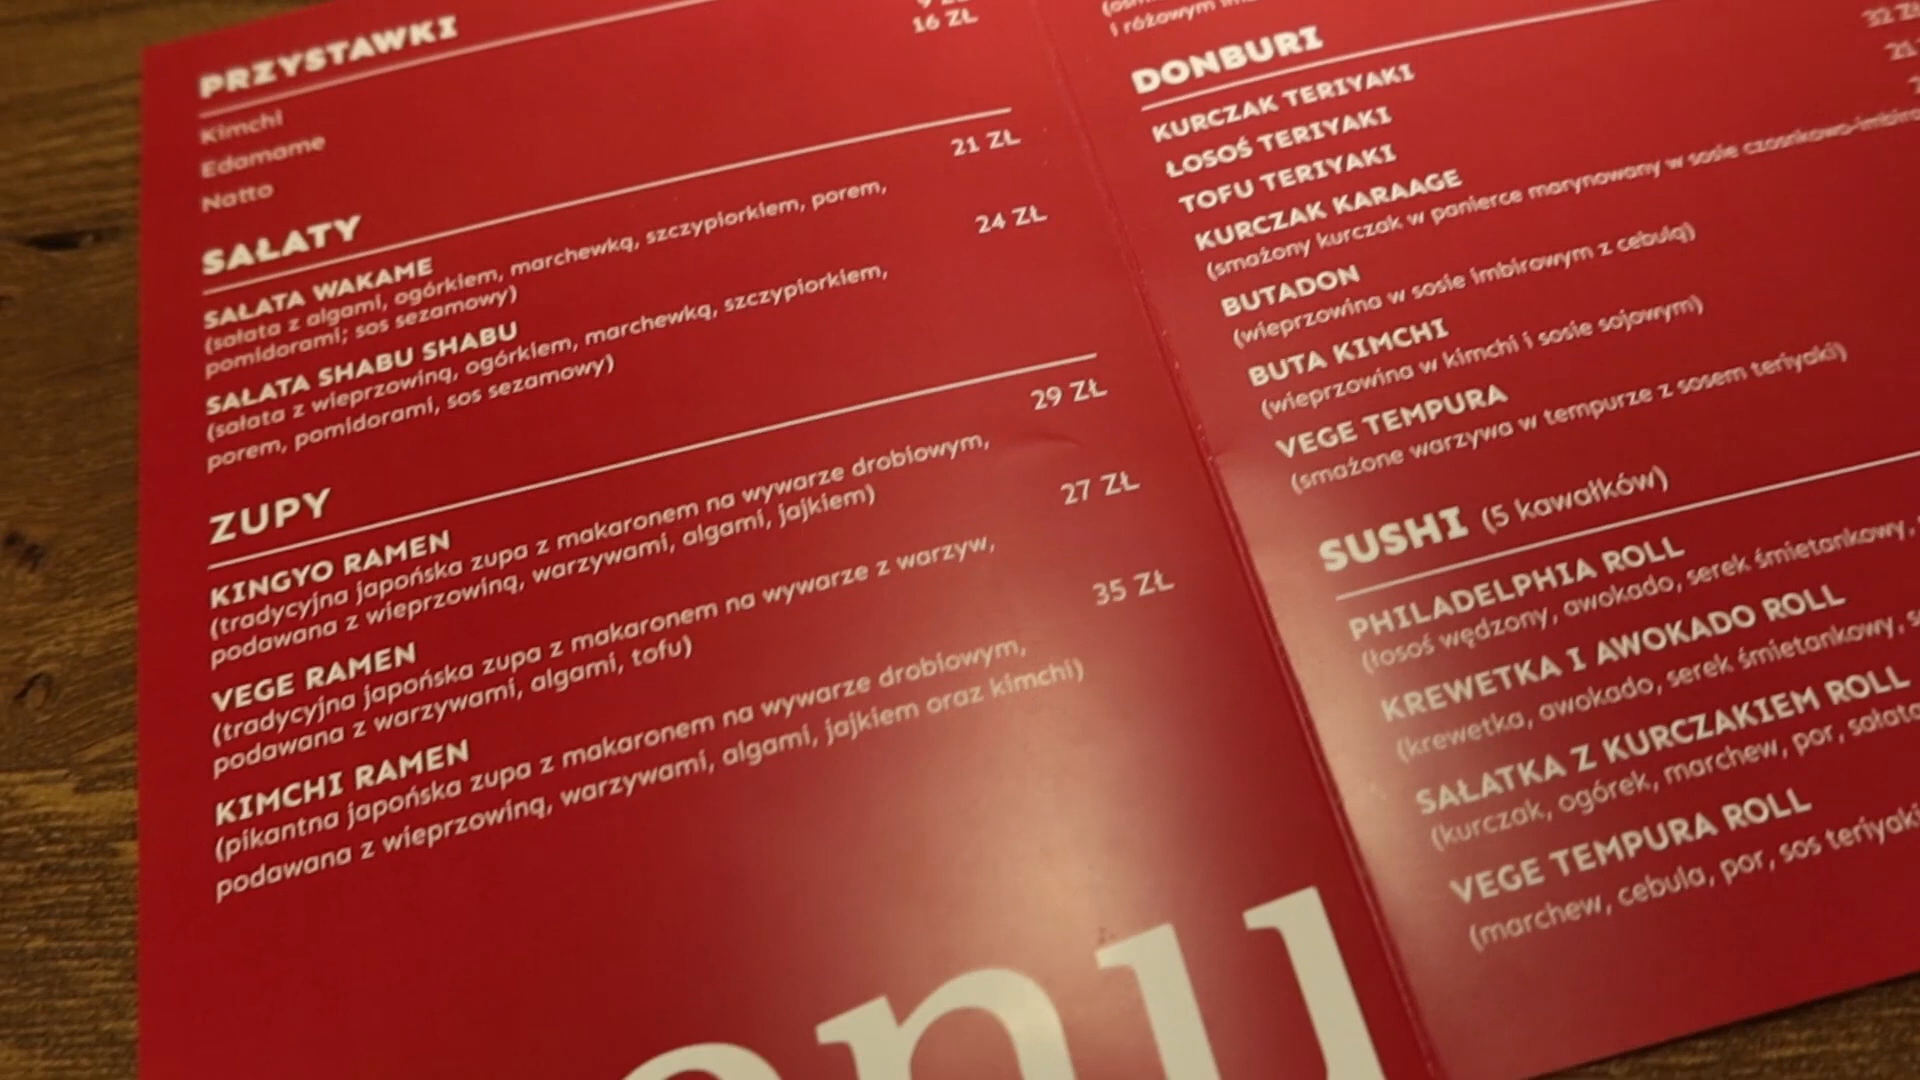 PRZYSTAWKI
16 ZŁ
Kimchi
Edamame
Natto
SAŁATY
21 ZŁ
SAŁATA WAKAME
(sałata z algami, ogórkiem, marchewką, szczypiorkiem, porem,
pomidorami; sos sezamowy)
24 ZŁ
SAŁATA SHABU SHABU
(sałata z wieprzowiną, ogórkiem, marchewką, szczypiorkiem,
porem, pomidorami, sos sezamowy)
ZUPY
29 ZŁ
KINGYO RAMEN
(tradycyjna japońska zupa z makaronem na wywarze drobiowym,
podawana z wieprzowiną, warzywami, algami, jajkiem)
27 ZŁ
VEGE RAMEN
(tradycyjna japońska zupa z makaronem na wywarze z warzyw,
podawana z warzywami, algami, tofu)
35 ZŁ
KIMCHI RAMEN
(pikantna japońska zupa z makaronem na wywarze drobiowym,
podawana z wieprzowiną, warzywami, algami, jajkiem oraz kimchi)
enu
i różowym
DONBURI
32
KURCZAK TERIYAKI
ŁOSOŚ TERIYAKI
TOFU TERIYAKI
KURCZAK KARAAGE
(smażony kurczak w panierce marynowany w sosie
BUTADON
(wieprzowina w sosie imbirowym z cebulą)
BUTA KIMCHI
(wieprzowina w kimchi i sosie sojowym)
VEGE TEMPURA
(smażone warzywa w tempurze z sosem teriyaki)
SUSHI (5 kawałków)
PHILADELPHIA ROLL
(łosoś wędzony, awokado, serek śmietankowy,
KREWETKA I AWOKADO ROLL
(krewetka, awokado, serek śmietankowy,
SAŁATKA Z KURCZAKIEM ROLL
(kurczak, ogórek, marchew, por, sałata
VEGE TEMPURA ROLL
(marchew, cebula, por, sos teriyaki